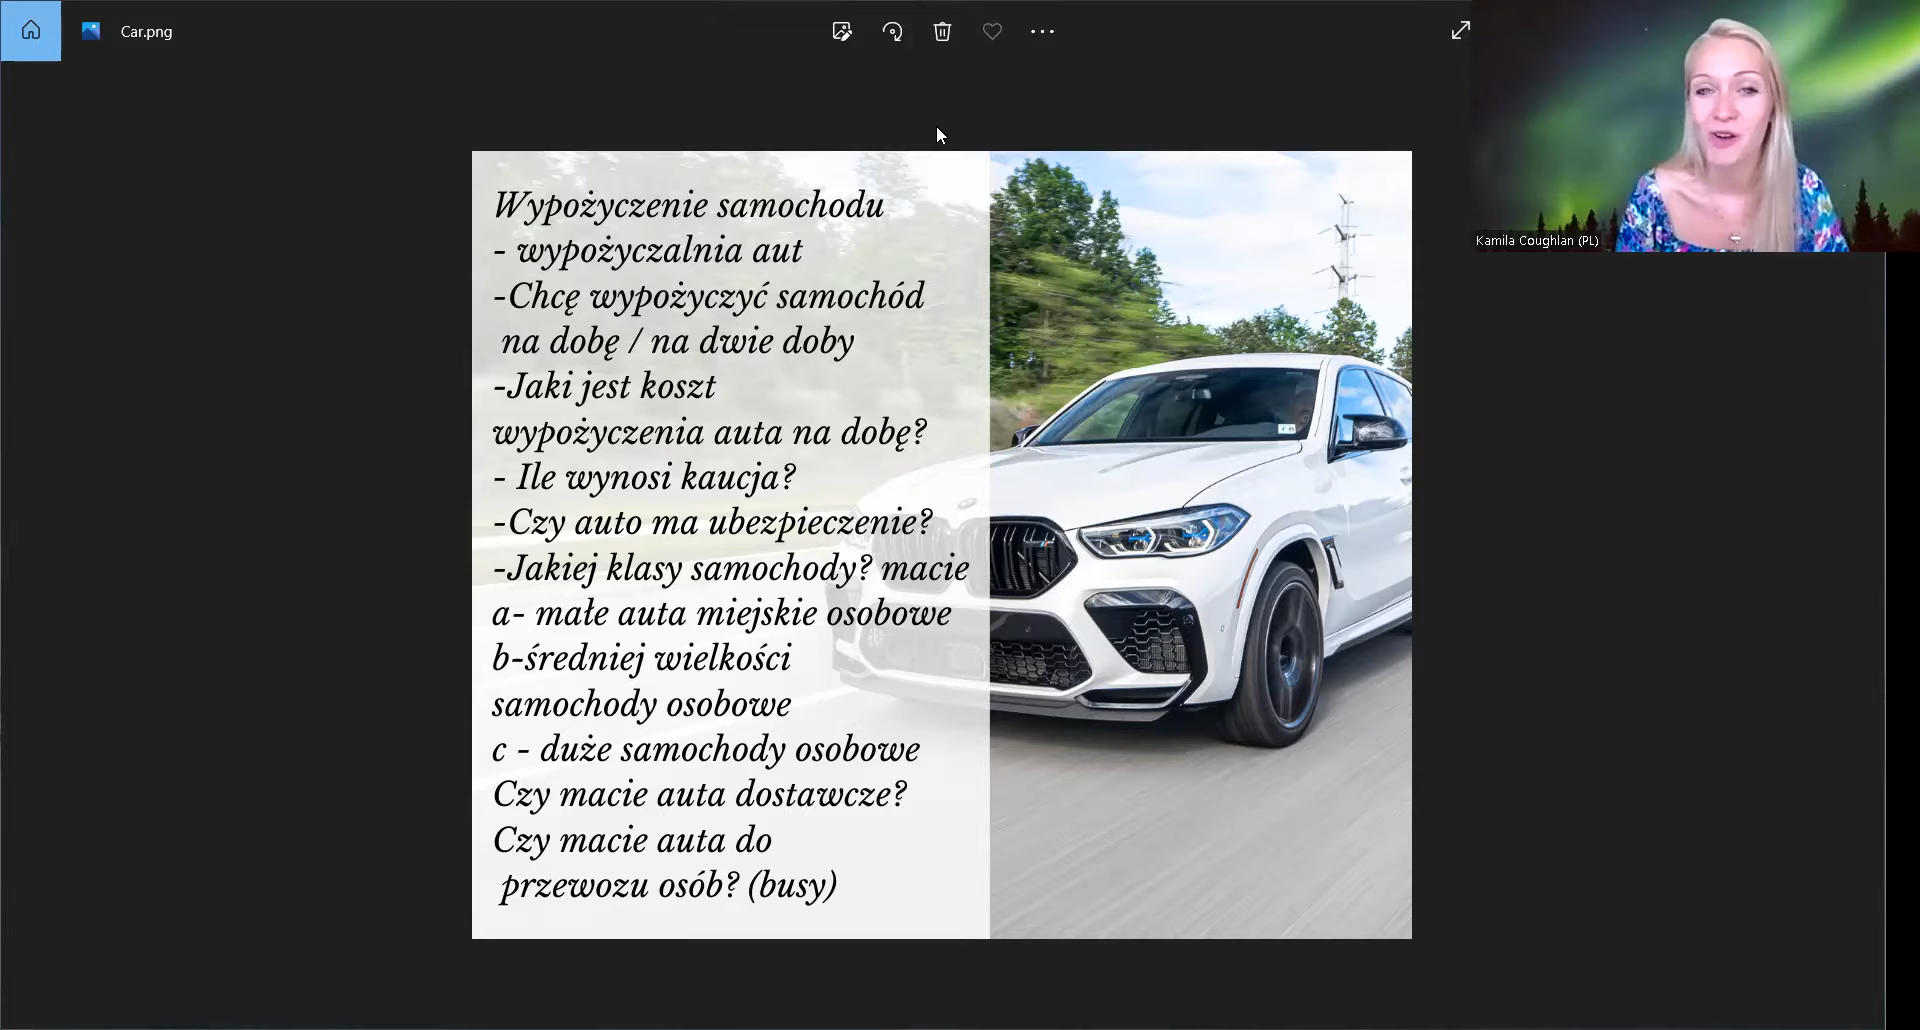 Car.png
Kamila Coughlan (PL)
Wypożyczenie samochodu
- wypożyczalnia aut
-Chcę wypożyczyć samochód
na dobę / na dwie doby
-Jaki jest koszt
wypożyczenia auta na dobę?
- Ile wynosi kaucja?
-Czy auto ma ubezpieczenie?
-Jakiej klasy samochody? macie
a- małe auta miejskie osobowe
b-średniej wielkości
samochody osobowe
c - duże samochody osobowe
Czy macie auta dostawcze?
Czy macie auta do
przewozu osób? (busy)